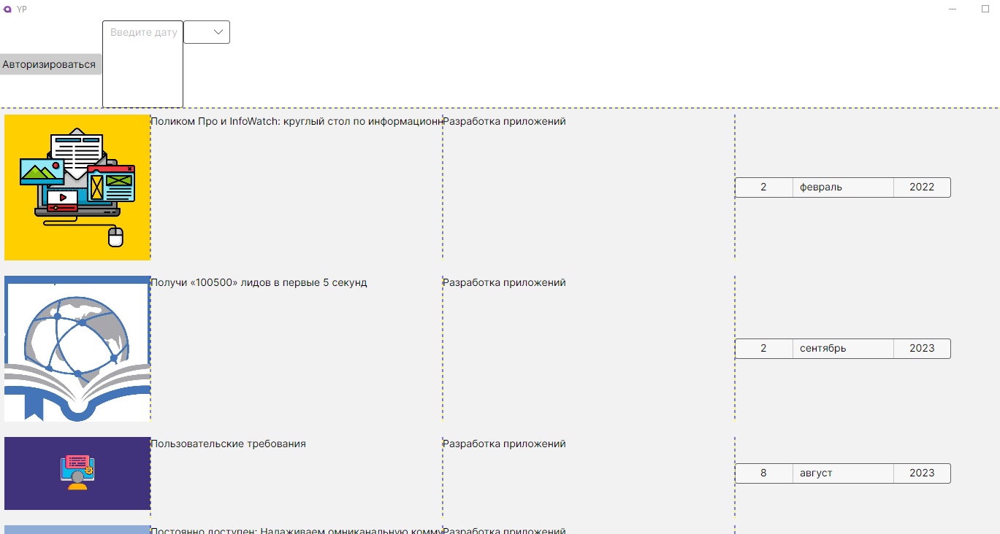 YP
Введите дату
Авторизироваться
Поликом Про и InfoWatch: круглый стол по информационн
Разработка приложений
2 февраль 2022
Получи «100500» лидов в первые 5 секунд
Разработка приложений
2 сентябрь 2023
Пользовательские требования
Разработка приложений
8 август 2023
Постоянно доступен: Налаживаем омниканальную комму
Разработка приложений